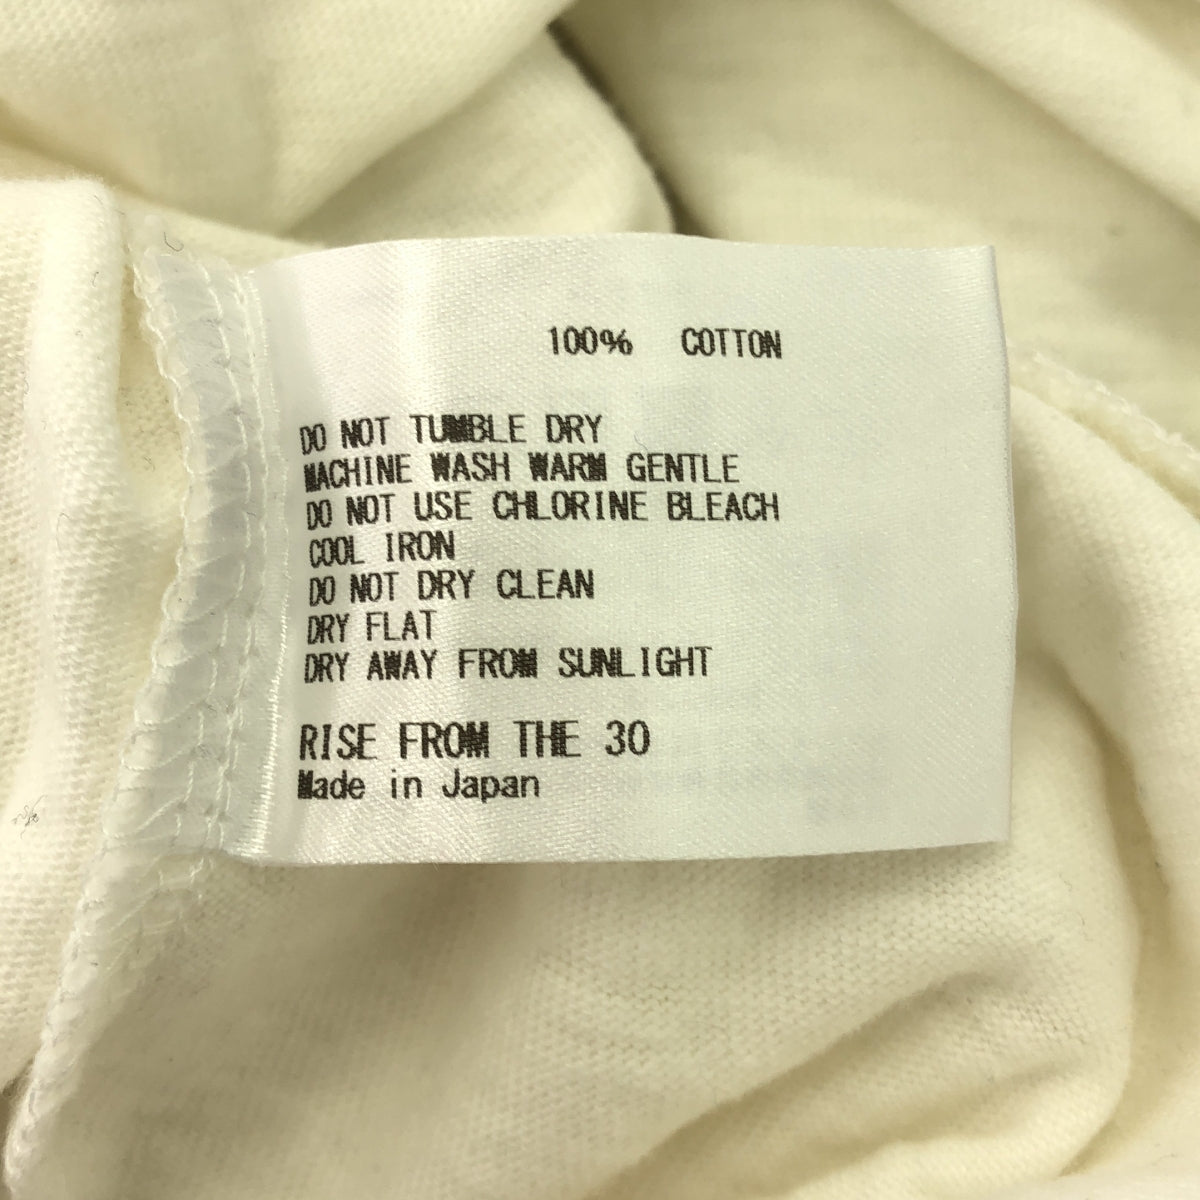 100% COTTON
DO NOT TUMBLE DRY
MACHINE WASH WARM GENTLE
DO NOT USE CHLORINE BLEACH
COOL IRON
DO NOT DRY CLEAN
DRY FLAT
DRY AWAY FROM SUNLIGHT
RISE FROM THE 30
Made in Japan